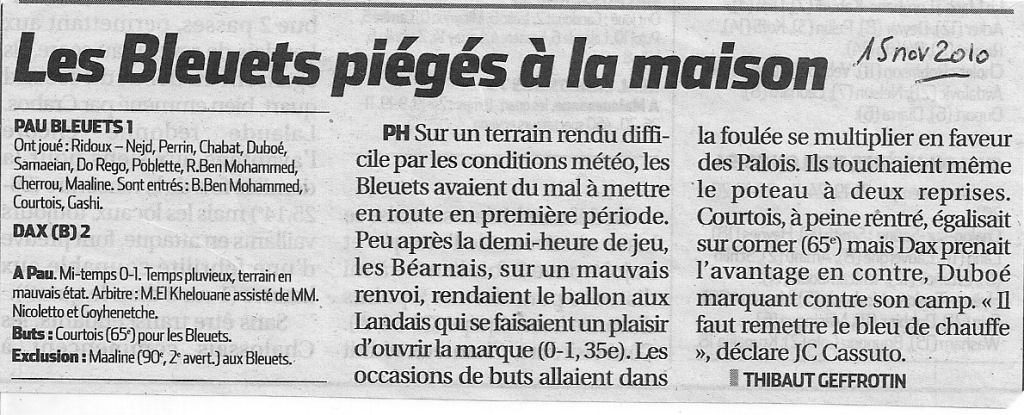 Les Bleuets piégés à la maison
15 nov 2010
PAU BLEUETS 1
Ont joué : Ridoux – Nejd, Perrin, Chabat, Duboé,
Sarnaeian, Do Rego, Poblette, R.Ben Mohammed,
Cherrou, Maaline. Sont entrés : B.Ben Mohammed,
Courtois, Gashi.
DAX (B) 2
A Pau. Mi-temps 0-1. Temps pluvieux, terrain en
mauvais état. Arbitre : M.El Khelouane assisté de MM.
Nicoletto et Goyhenetche.
Buts : Courtois (65e) pour les Bleuets.
Exclusion : Maaline (90e, 2e avert.) aux Bleuets.
PH Sur un terrain rendu diffi-
cile par les conditions météo, les
Bleuets avaient du mal à mettre
en route en première période.
Peu après la demi-heure de jeu,
les Béarnais, sur un mauvais
renvoi, rendaient le ballon aux
Landais qui se faisaient un plaisir
d'ouvrir la marque (0-1, 35e). Les
occasions de buts allaient dans
la foulée se multiplier en faveur
des Palois. Ils touchaient même
le poteau à deux reprises.
Courtois, à peine rentré, égalisait
sur corner (65e) mais Dax prenait
l'avantage en contre, Duboé
marquant contre son camp. « Il
faut remettre le bleu de chauffe
», déclare JC Cassuto.
THIBAUT GEFFROTIN